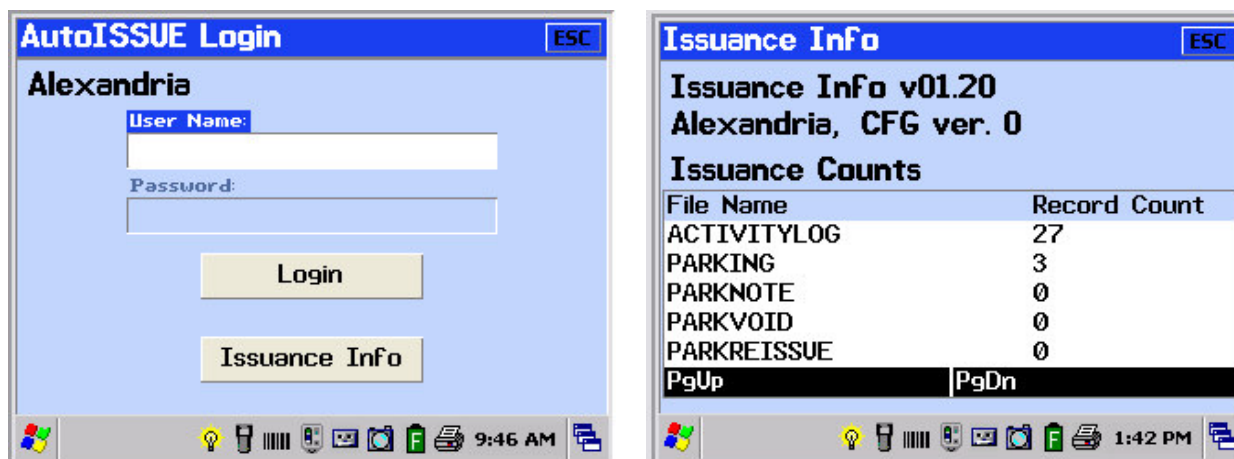 AutoISSUE Login ESC
Alexandria
User Name:
Password:
Login
Issuance Info
F 9:46 AM
Issuance Info ESC
Issuance Info v01.20
Alexandria, CFG ver. 0
Issuance Counts
File Name Record Count
ACTIVITYLOG 27
PARKING 3
PARKNOTE 0
PARKVOID 0
PARKREISSUE 0
PgUp PgDn
F 1:42 PM